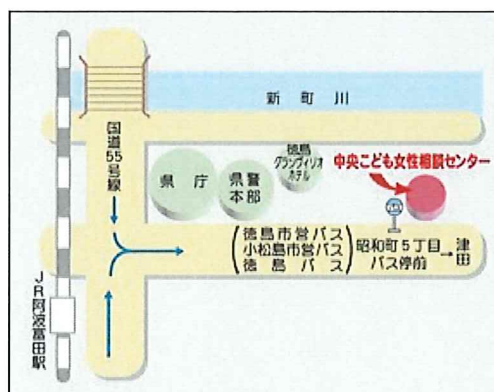 新町川
国道55号線
県庁
県警
本部
徳島
グランヴィリオ
ホテル
中央こども女性相談センター
徳島市営バス
小松島市営バス
徳島バス
昭和町5丁目
バス停前
→津田
JR阿波富田駅